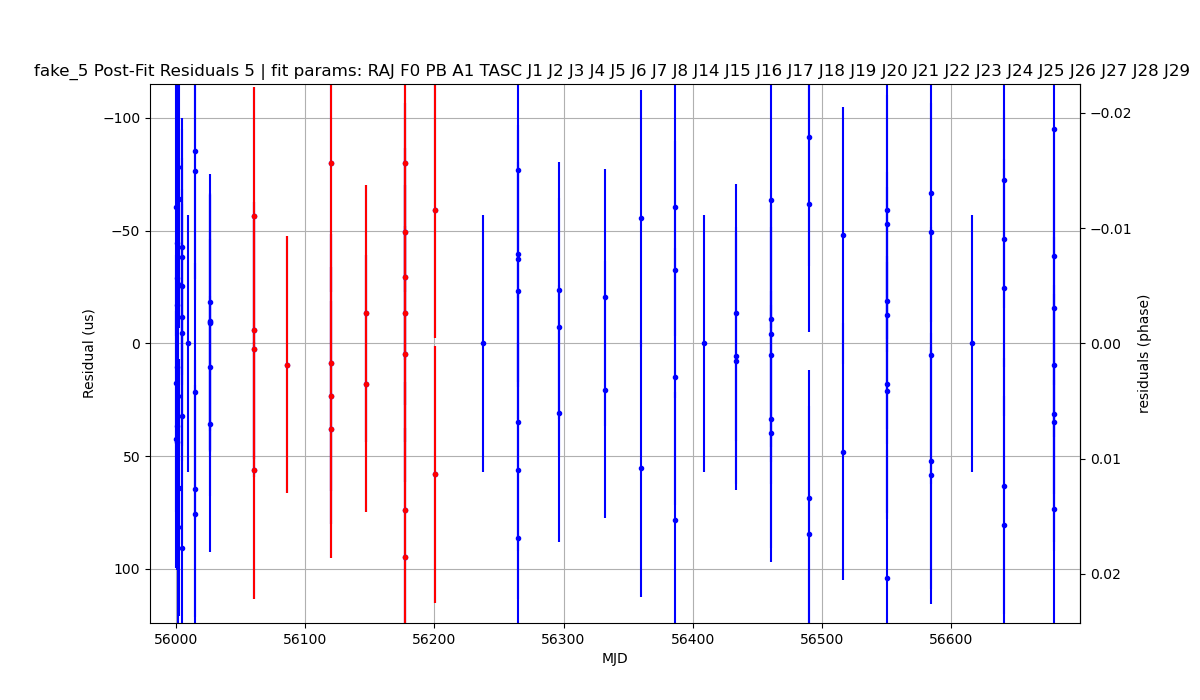 fake_5 Post-Fit Residuals 5 | fit params: RAJ F0 PB A1 TASC J1 J2 J3 J4 J5 J6 J7 J8 J14 J15 J16 J17 J18 J19 J20 J21 J22 J23 J24 J25 J26 J27 J28 J29
−100
−50
0
50
100
Residual (us)
−0.02
−0.01
0.00
0.01
0.02
residuals (phase)
56000 56100 56200 56300 56400 56500 56600
MJD